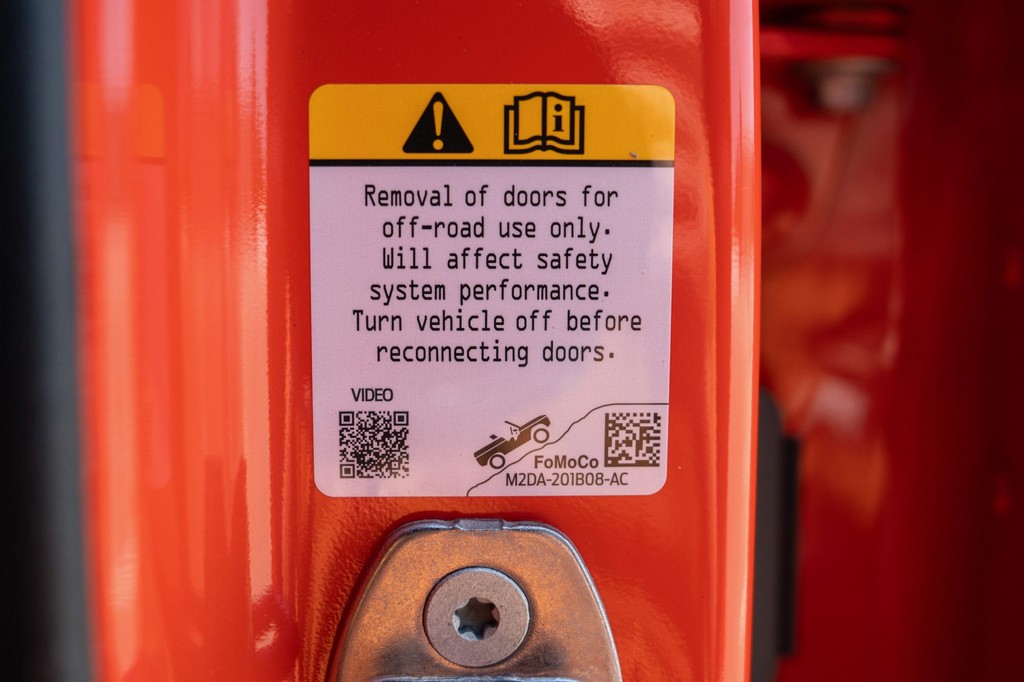 Removal of doors for
off-road use only.
Will affect safety
system performance.
Turn vehicle off before
reconnecting doors.
VIDEO
FoMoCo
M2DA-201B08-AC